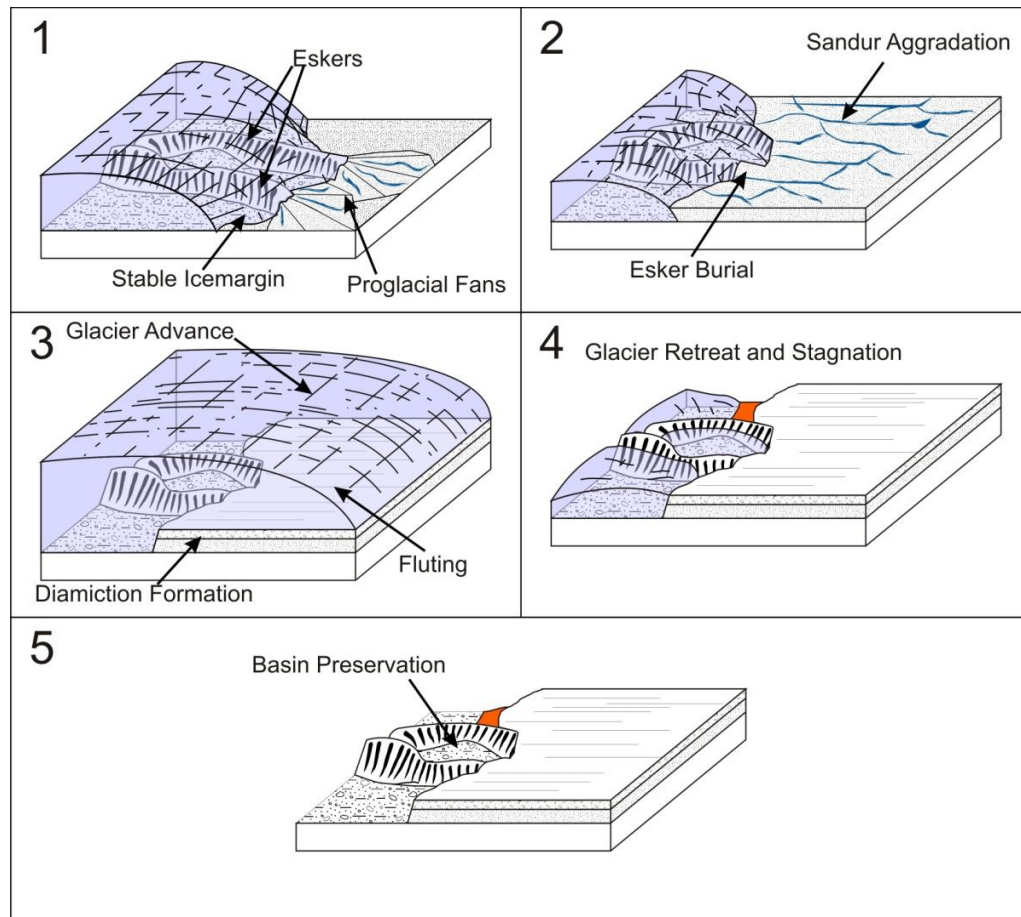 1
Eskers
Stable Icemargin
Proglacial Fans
2
Sandur Aggradation
Esker Burial
3
Glacier Advance
Fluting
Diamiction Formation
4
Glacier Retreat and Stagnation
5
Basin Preservation